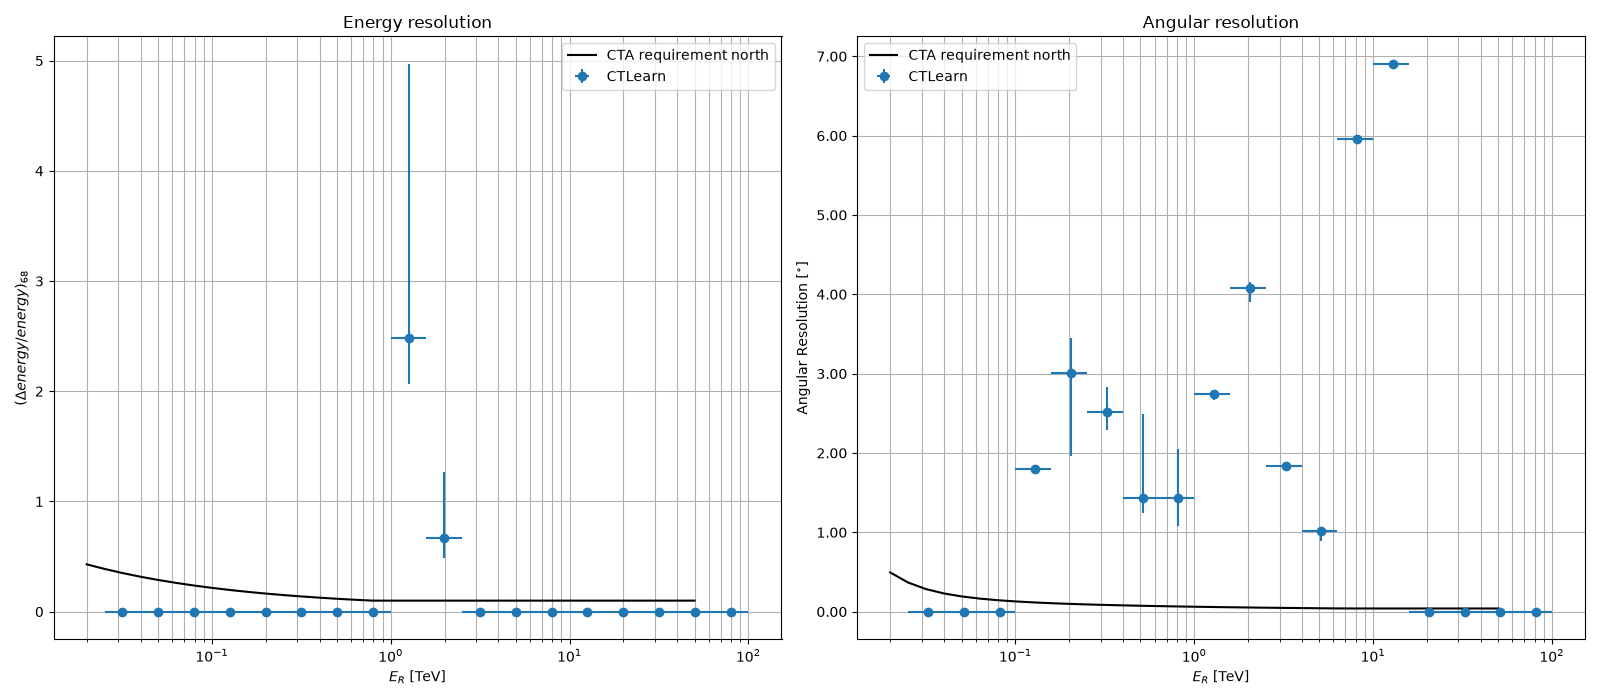 Energy resolution
CTA requirement north
CTLearn
(Δenergy/energy)₆₈
5
4
3
2
1
0
10⁻¹
10⁰
10¹
10²
E_R [TeV]
Angular resolution
CTA requirement north
CTLearn
Angular Resolution [°]
7.00
6.00
5.00
4.00
3.00
2.00
1.00
0.00
10⁻¹
10⁰
10¹
10²
E_R [TeV]